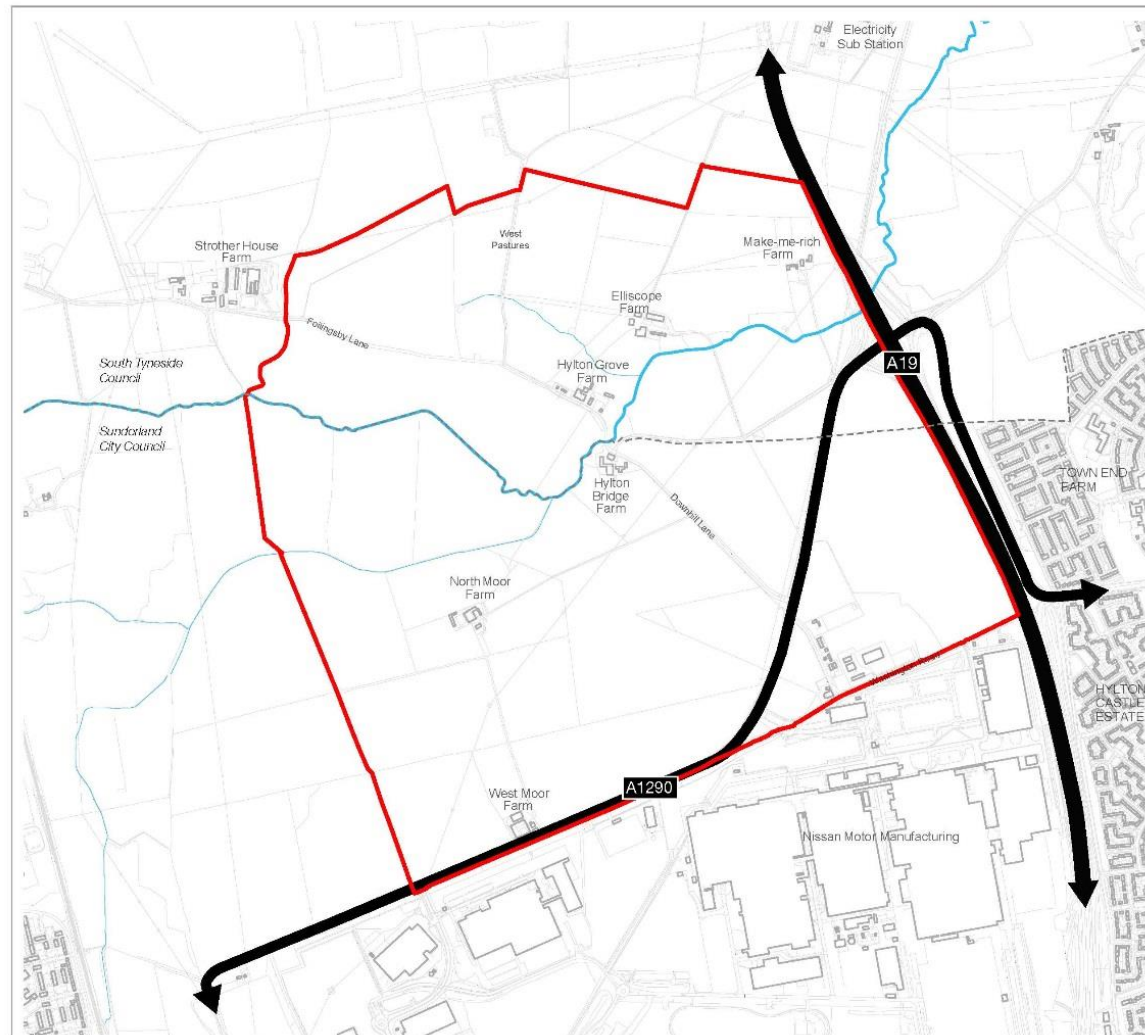 Electricity
Sub Station
West
Pastures
Make-me-rich
Farm
Strother House
Farm
Elliscope
Farm
Follingsby Lane
A19
South Tyneside
Council
Hylton Grove
Farm
Sunderland
City Council
TOWN END
FARM
Hylton
Bridge
Farm
Downhill Lane
North Moor
Farm
Washington Road
HYLTON
CASTLE
ESTATE
A1290
West Moor
Farm
Nissan Motor Manufacturing